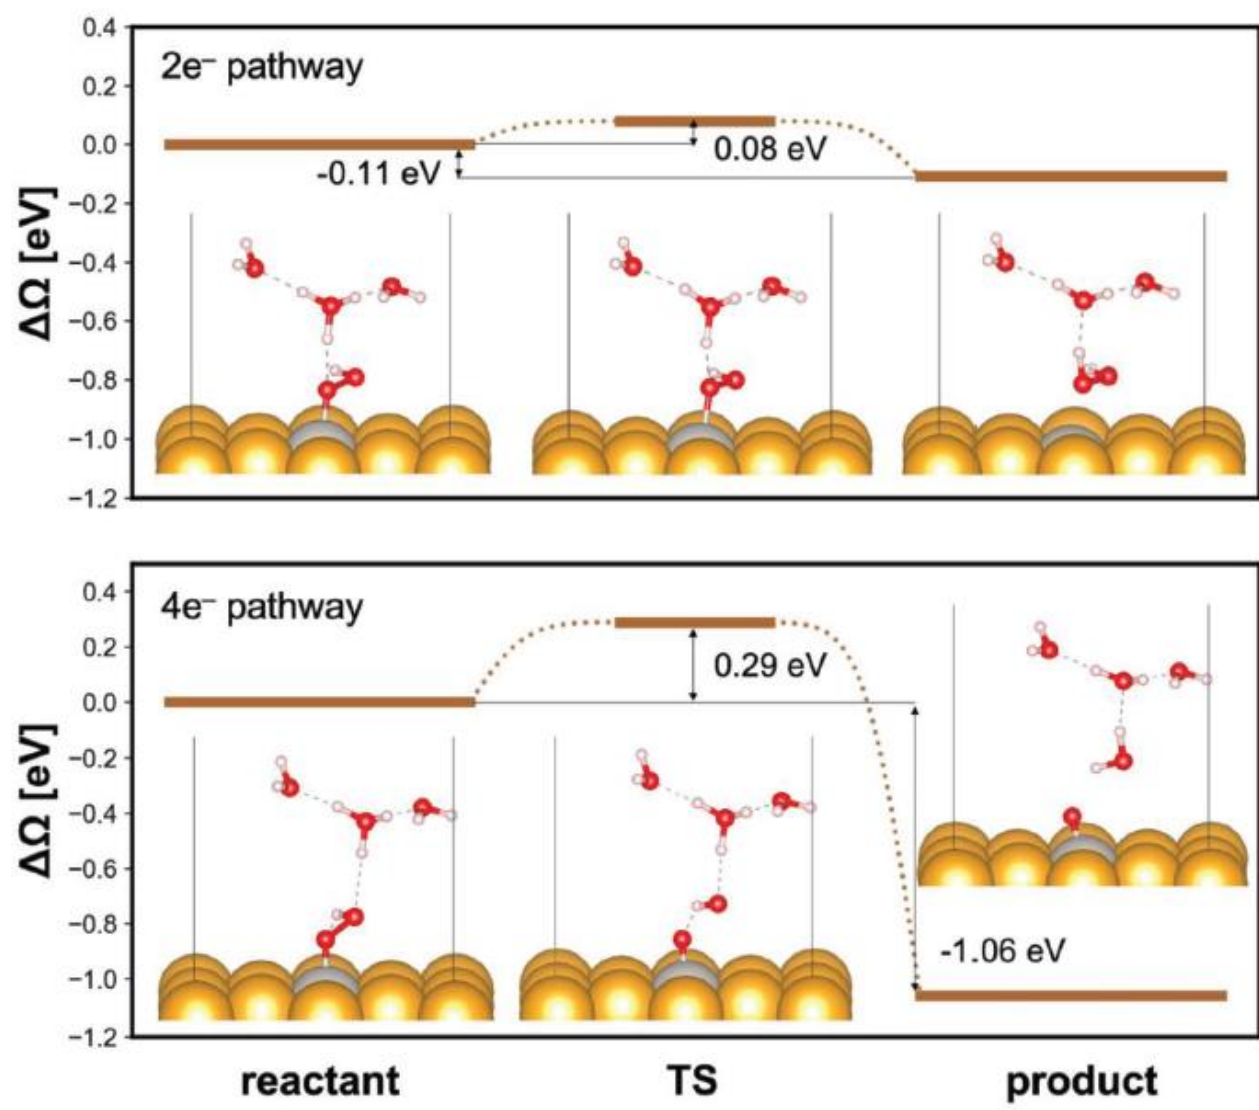 0.4
2e⁻ pathway
0.2
0.0
0.08 eV
-0.11 eV
−0.2
−0.4
−0.6
−0.8
−1.0
−1.2
ΔΩ [eV]
4e⁻ pathway
0.4
0.2
0.29 eV
0.0
−0.2
−0.4
−0.6
−0.8
-1.06 eV
−1.0
−1.2
ΔΩ [eV]
reactant TS product